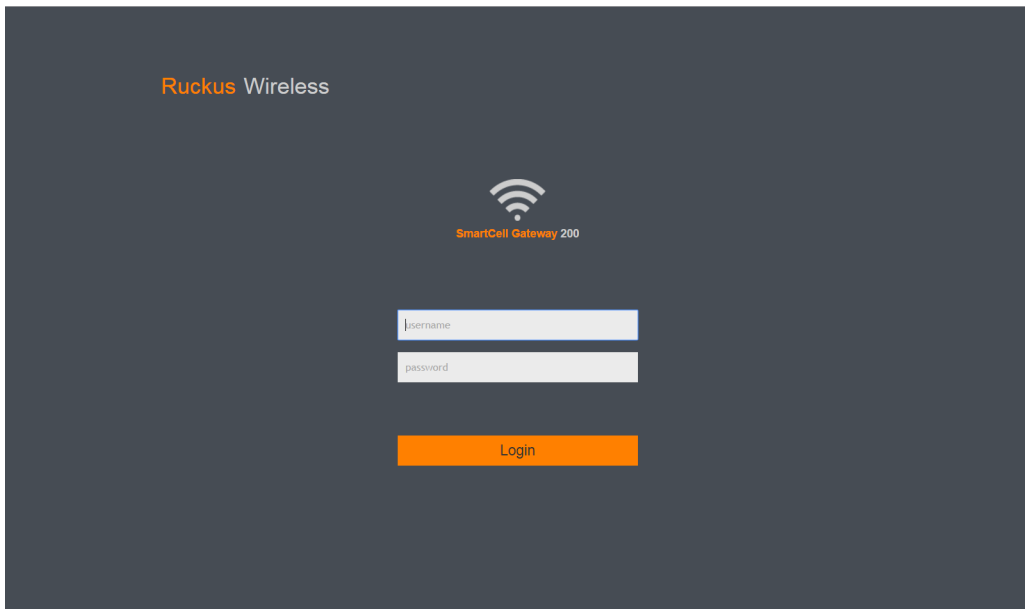 Ruckus Wireless
SmartCell Gateway 200
username
password
Login